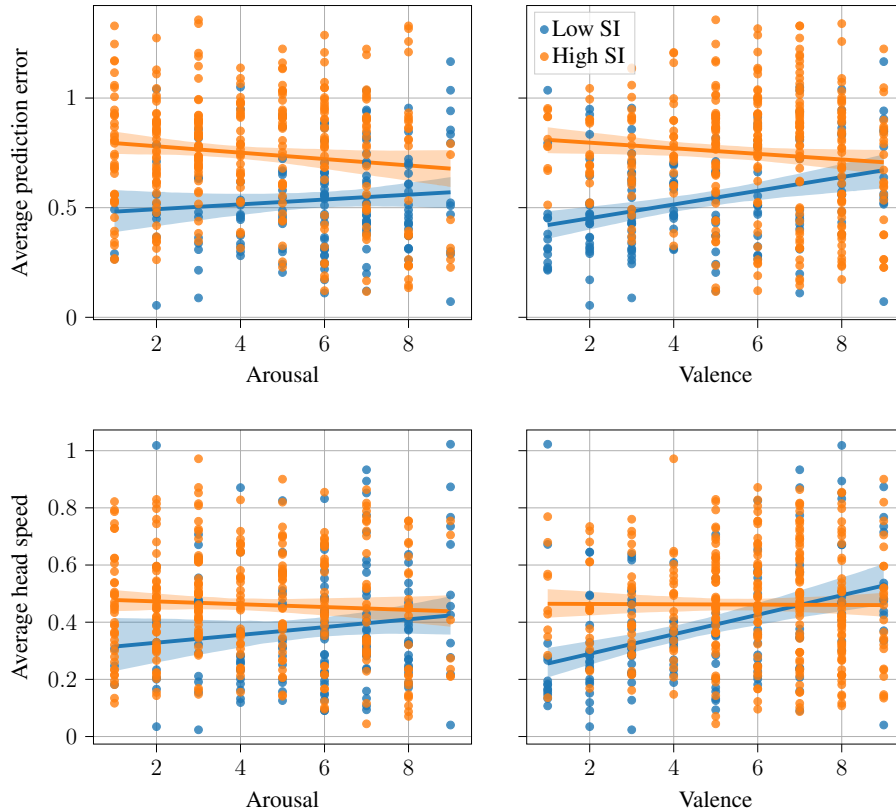 Low SI
High SI
Average prediction error
1
0.5
0
2 4 6 8
Arousal
2 4 6 8
Valence
Average head speed
1
0.8
0.6
0.4
0.2
0
2 4 6 8
Arousal
2 4 6 8
Valence